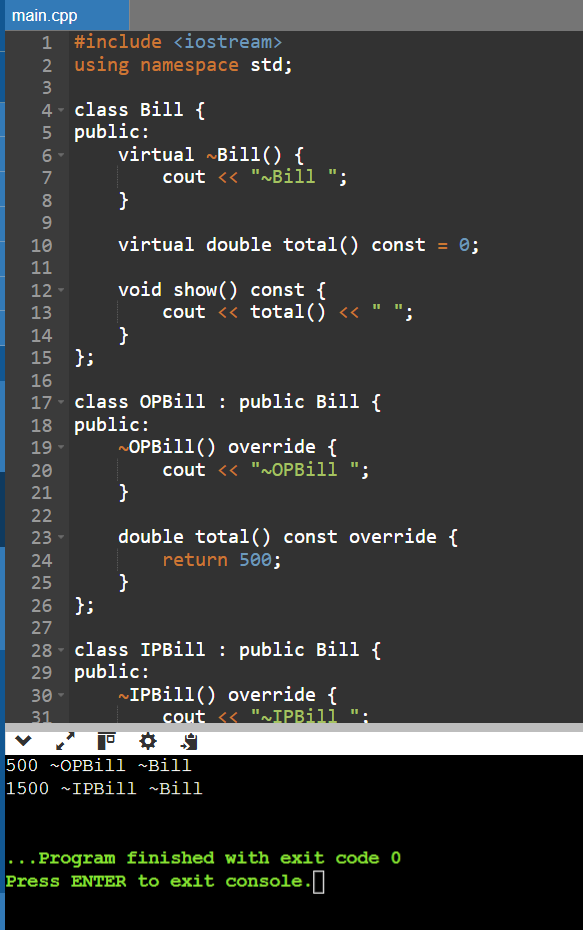 main.cpp
1 #include <iostream>
2 using namespace std;
3
4 class Bill {
5 public:
6     virtual ~Bill() {
7         cout << "~Bill ";
8     }
9
10     virtual double total() const = 0;
11
12     void show() const {
13         cout << total() << " ";
14     }
15 };
16
17 class OPBill : public Bill {
18 public:
19     ~OPBill() override {
20         cout << "~OPBill ";
21     }
22
23     double total() const override {
24         return 500;
25     }
26 };
27
28 class IPBill : public Bill {
29 public:
30     ~IPBill() override {
31         cout << "~IPBill ";
500 ~OPBill ~Bill
1500 ~IPBill ~Bill
...Program finished with exit code 0
Press ENTER to exit console.